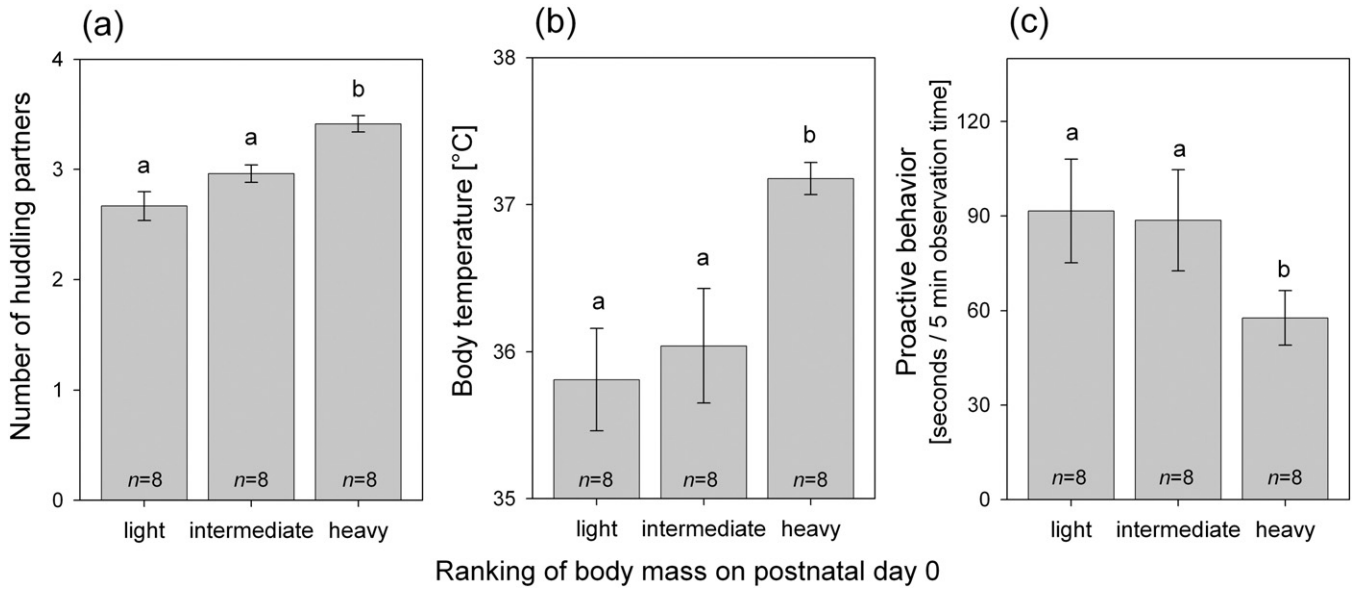 (a)
Number of huddling partners
4
3
2
1
0
a
a
b
n=8
n=8
n=8
light
intermediate
heavy
(b)
Body temperature [°C]
38
37
36
35
a
a
b
n=8
n=8
n=8
light
intermediate
heavy
(c)
Proactive behavior
[seconds / 5 min observation time]
120
90
60
30
0
a
a
b
n=8
n=8
n=8
light
intermediate
heavy
Ranking of body mass on postnatal day 0